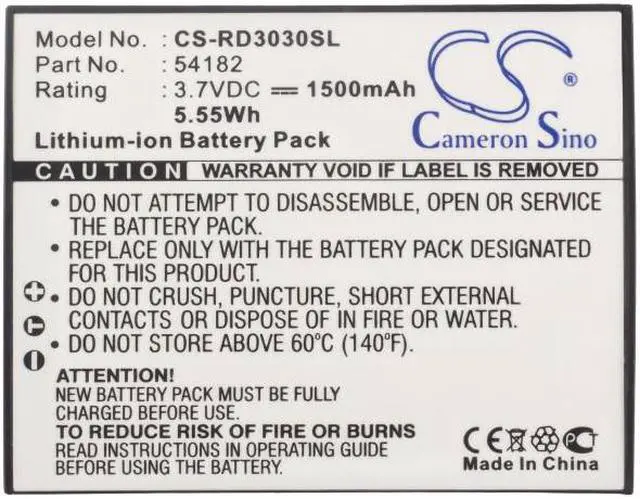 Model No. : CS-RD3030SL
Part No. : 54182
Rating : 3.7VDC ⎓ 1500mAh
5.55Wh
Lithium-ion Battery Pack
CS ®
Cameron Sino
CAUTION WARRANTY VOID IF LABEL IS REMOVED
• DO NOT ATTEMPT TO DISASSEMBLE, OPEN OR SERVICE
THE BATTERY PACK.
• REPLACE ONLY WITH THE BATTERY PACK DESIGNATED
FOR THIS EQUIPMENT.
• DO NOT CRUSH, PUNCTURE, SHORT EXTERNAL
CONTACTS OR DISPOSE OF IN FIRE OR WATER.
• DO NOT STORE ABOVE 60°C (140°F).
+
T
I
ATTENTION!
NEW BATTERY PACK MUST BE FULLY
CHARGED BEFORE USE.
TO REDUCE RISK OF FIRE OR BURNS
READ INSTRUCTIONS IN OPERATING GUIDE
BEFORE USING BATTERY PACK.
CE PCT
Made In China